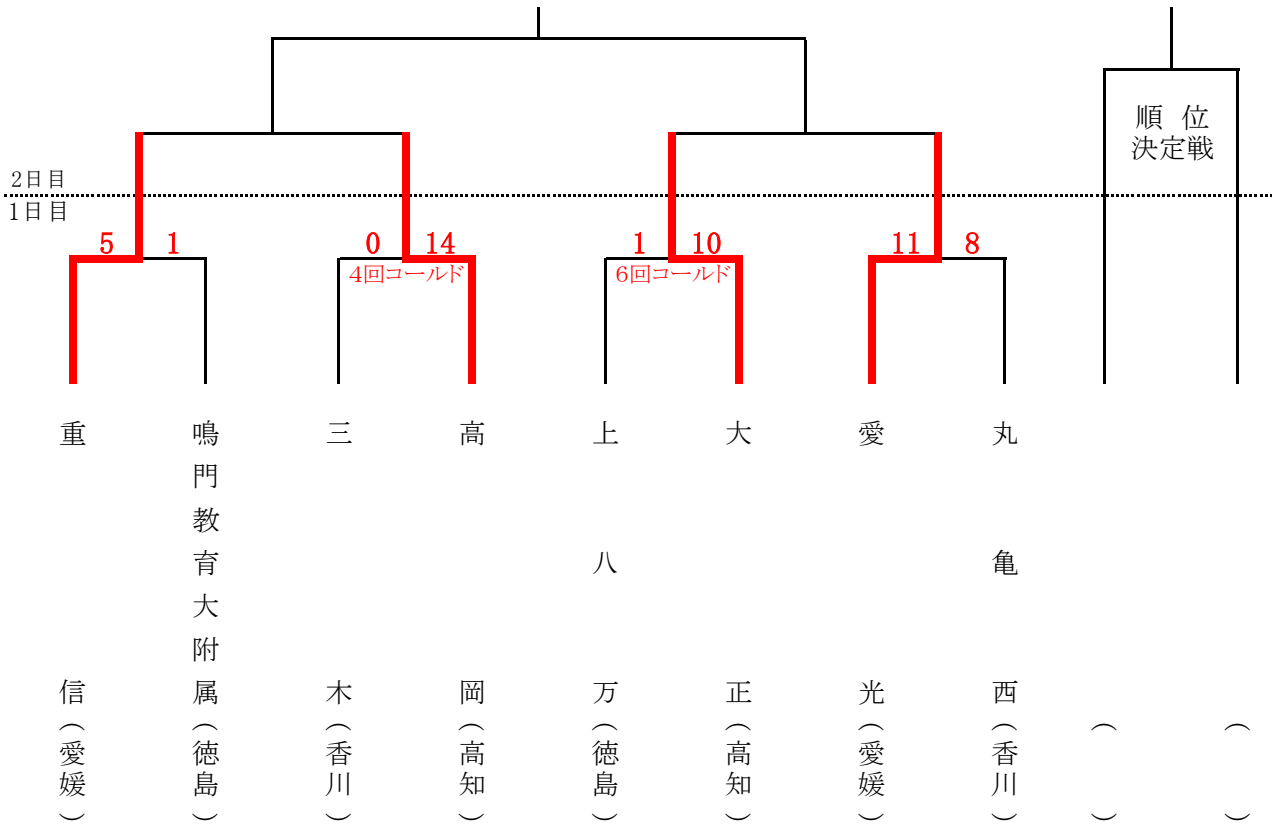 順 位
決定戦
2日目
1日目
5 1 0 14 1 10 11 8
4回コールド 6回コールド
重信(愛媛)
鳴門教育大附属(徳島)
三木(香川)
高岡(高知)
上八万(徳島)
大正(高知)
愛光(愛媛)
丸亀西(香川)
( )
( )